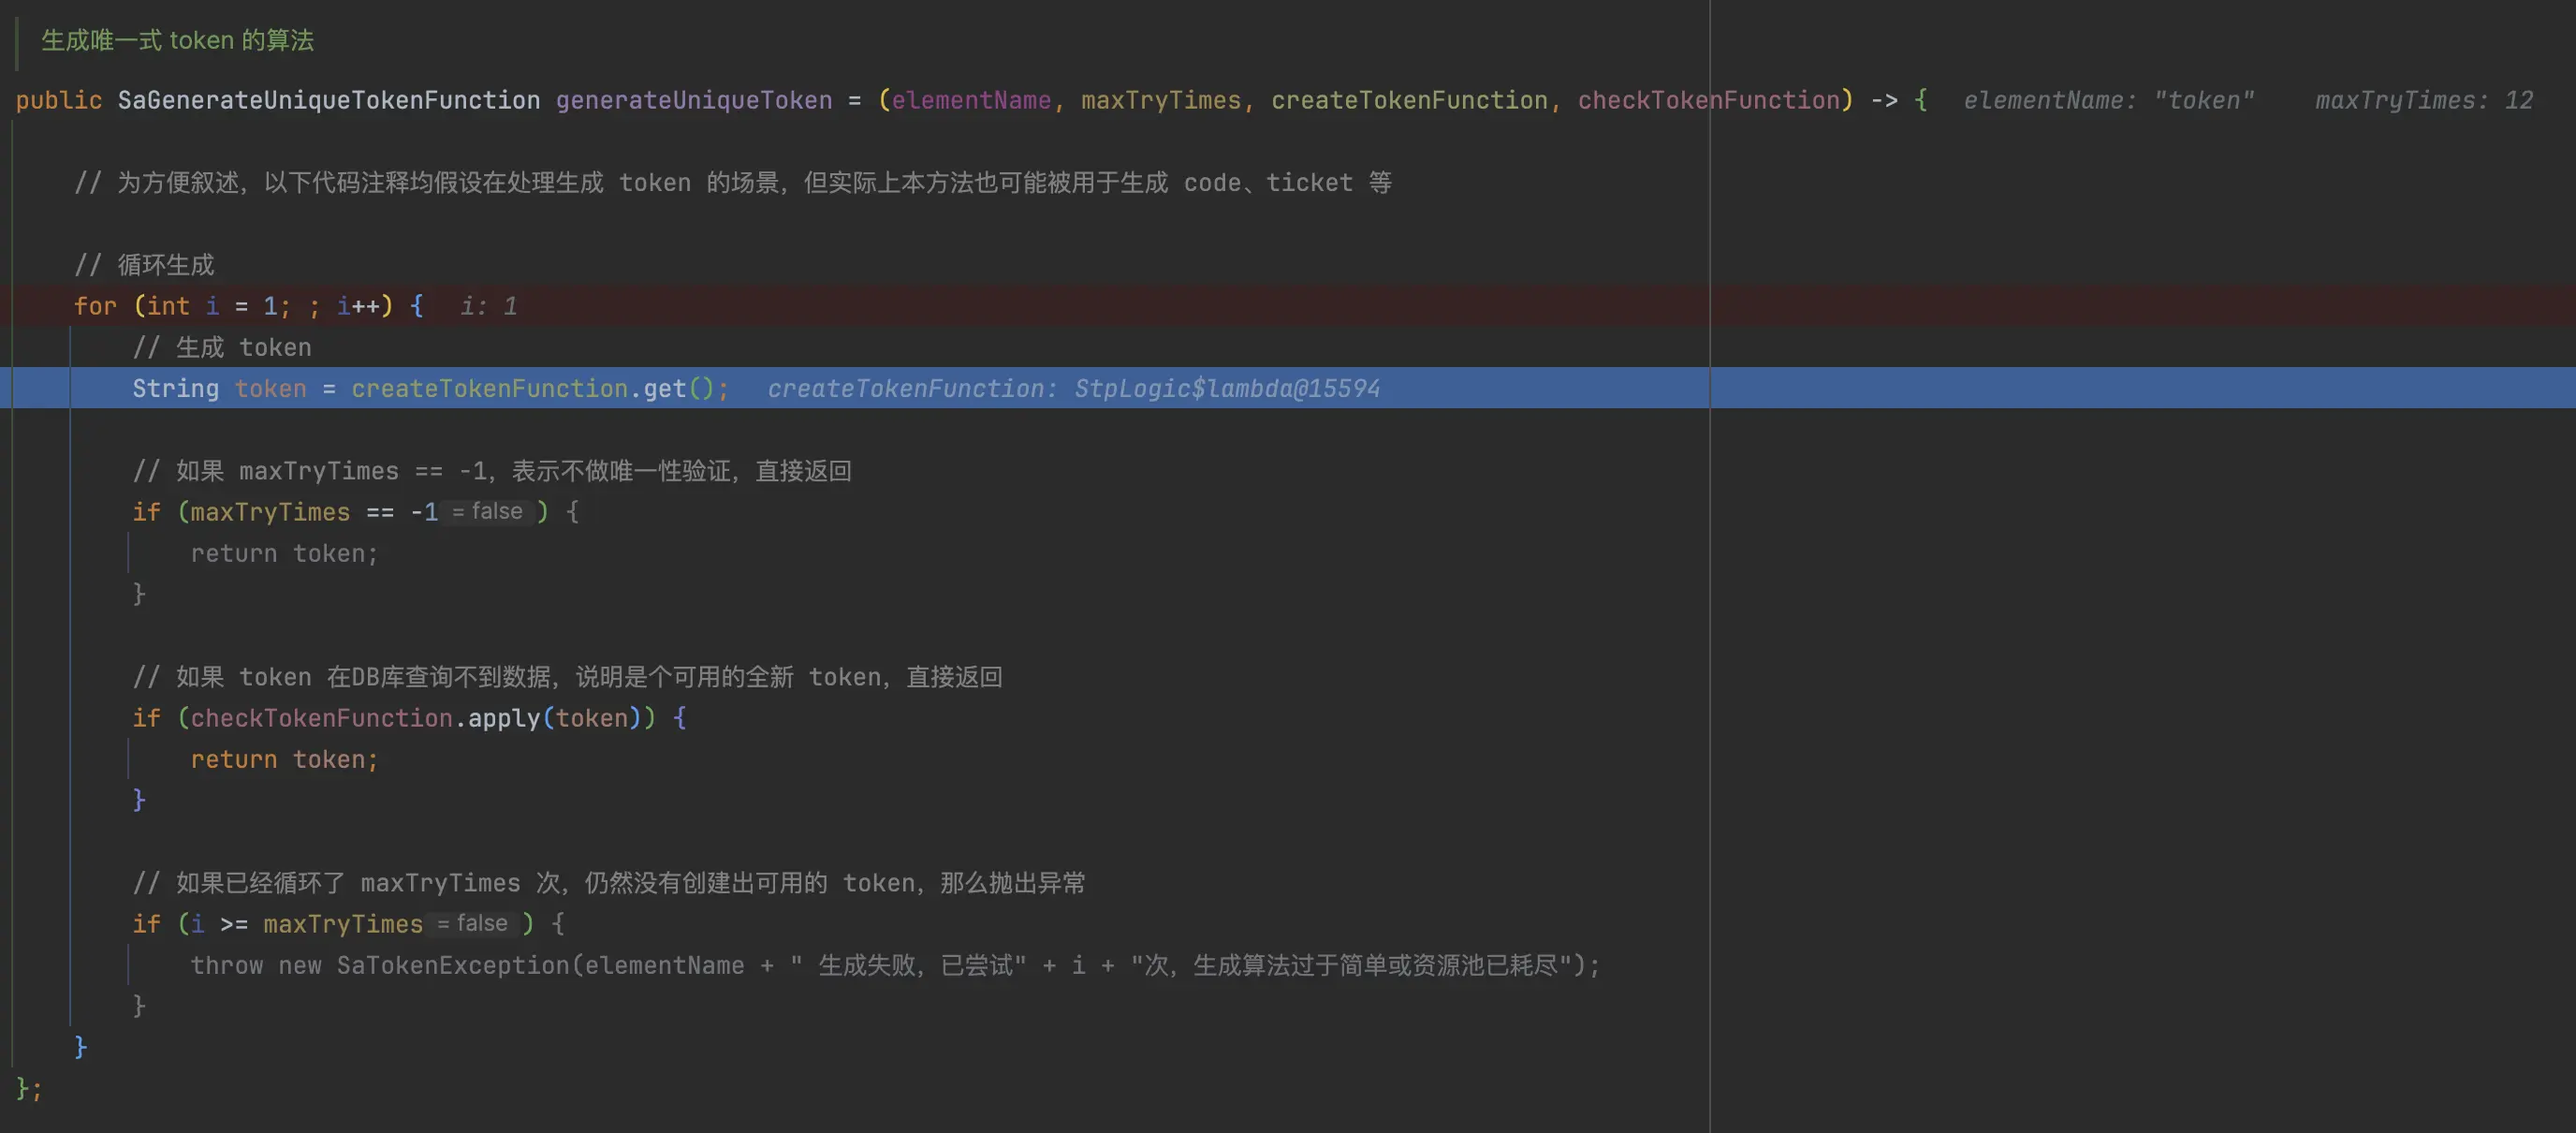 生成唯一式 token 的算法
public SaGenerateUniqueTokenFunction generateUniqueToken = (elementName, maxTryTimes, createTokenFunction, checkTokenFunction) -> { elementName: "token" maxTryTimes: 12
// 为方便叙述，以下代码注释均假设在处理生成 token 的场景，但实际上本方法也可能被用于生成 code、ticket 等
// 循环生成
for (int i = 1; ; i++) { i: 1
// 生成 token
String token = createTokenFunction.get(); createTokenFunction: StpLogic$lambda@15594
// 如果 maxTryTimes == -1，表示不做唯一性验证，直接返回
if (maxTryTimes == -1 = false ) {
return token;
}
// 如果 token 在DB库查询不到数据，说明是个可用的全新 token，直接返回
if (checkTokenFunction.apply(token)) {
return token;
}
// 如果已经循环了 maxTryTimes 次，仍然没有创建出可用的 token，那么抛出异常
if (i >= maxTryTimes = false ) {
throw new SaTokenException(elementName + " 生成失败，已尝试" + i + "次，生成算法过于简单或资源池已耗尽");
}
}
};